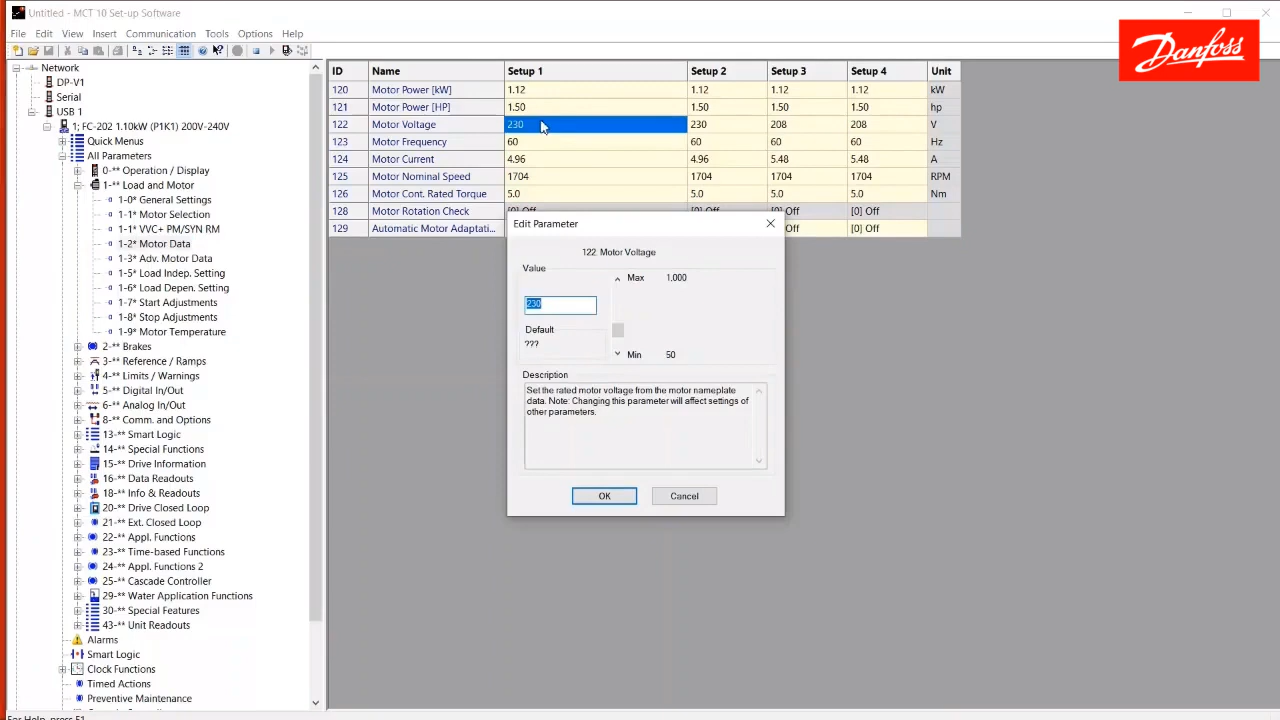 Untitled - MCT 10 Set-up Software
Danfoss
File Edit View Insert Communication Tools Options Help
Network
DP-V1
Serial
USB 1
1; FC-202 1.10kW (P1K1) 200V-240V
Quick Menus
All Parameters
0-** Operation / Display
1-** Load and Motor
1-0* General Settings
1-1* Motor Selection
1-1* VVC+ PM/SYN RM
1-2* Motor Data
1-3* Adv. Motor Data
1-5* Load Indep. Setting
1-6* Load Depen. Setting
1-7* Start Adjustments
1-8* Stop Adjustments
1-9* Motor Temperature
2-** Brakes
3-** Reference / Ramps
4-** Limits / Warnings
5-** Digital In/Out
6-** Analog In/Out
8-** Comm. and Options
13-** Smart Logic
14-** Special Functions
15-** Drive Information
16-** Data Readouts
18-** Info & Readouts
20-** Drive Closed Loop
21-** Ext. Closed Loop
22-** Appl. Functions
23-** Time-based Functions
24-** Appl. Functions 2
25-** Cascade Controller
29-** Water Application Functions
30-** Special Features
43-** Unit Readouts
Alarms
Smart Logic
Clock Functions
Timed Actions
Preventive Maintenance
ID Name Setup 1 Setup 2 Setup 3 Setup 4 Unit
120 Motor Power [kW] 1.12 1.12 1.12 1.12 kW
121 Motor Power [HP] 1.50 1.50 1.50 1.50 hp
122 Motor Voltage 230 230 208 208 V
123 Motor Frequency 60 60 60 60 Hz
124 Motor Current 4.96 4.96 5.48 5.48 A
125 Motor Nominal Speed 1704 1704 1704 1704 RPM
126 Motor Cont. Rated Torque 5.0 5.0 5.0 5.0 Nm
128 Motor Rotation Check [0] Off [0] Off [0] Off [0] Off
129 Automatic Motor Adaptati... Off [0] Off
Edit Parameter
122. Motor Voltage
Value
Max 1,000
230
Default
???
Min 50
Description
Set the rated motor voltage from the motor nameplate
data. Note: Changing this parameter will affect settings of
other parameters.
OK Cancel
For Help, press F1